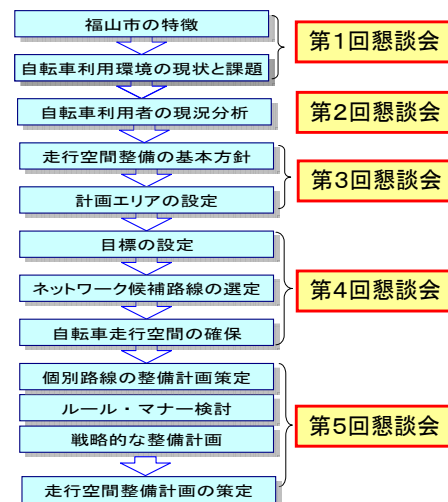 福山市の特徴
自転車利用環境の現状と課題
第1回懇談会
自転車利用者の現況分析
第2回懇談会
走行空間整備の基本方針
計画エリアの設定
第3回懇談会
目標の設定
ネットワーク候補路線の選定
自転車走行空間の確保
第4回懇談会
個別路線の整備計画策定
ルール・マナー検討
戦略的な整備計画
走行空間整備計画の策定
第5回懇談会